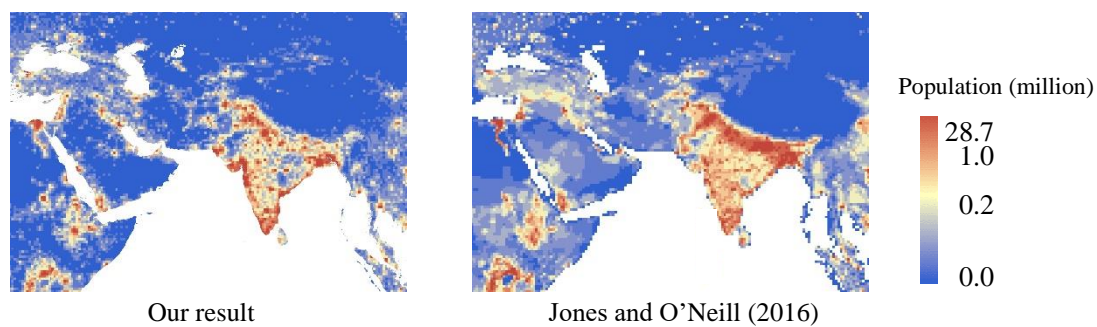 Population (million)
28.7
1.0
0.2
0.0
Our result
Jones and O’Neill (2016)